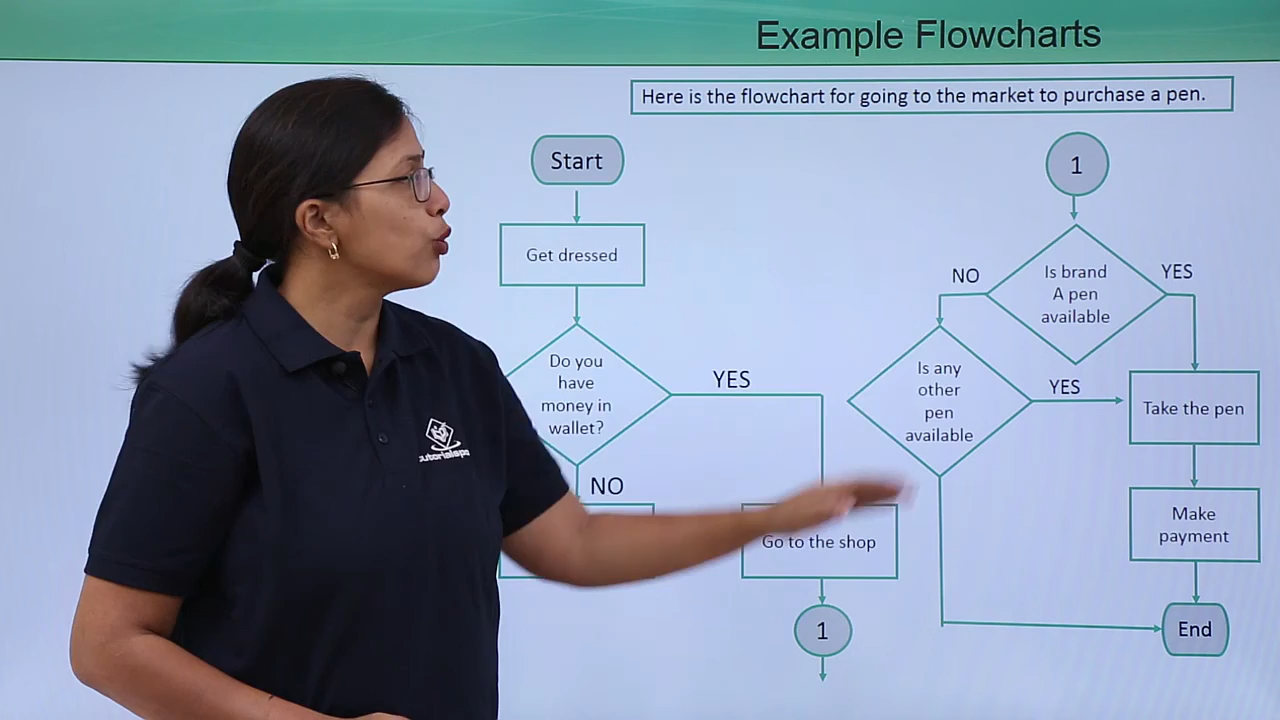 Example Flowcharts
Here is the flowchart for going to the market to purchase a pen.
Start
Get dressed
Do you
have
money in
wallet?
YES
NO
Go to the shop
1
1
Is brand
A pen
available
NO
YES
Is any
other
pen
available
YES
Take the pen
Make
payment
End